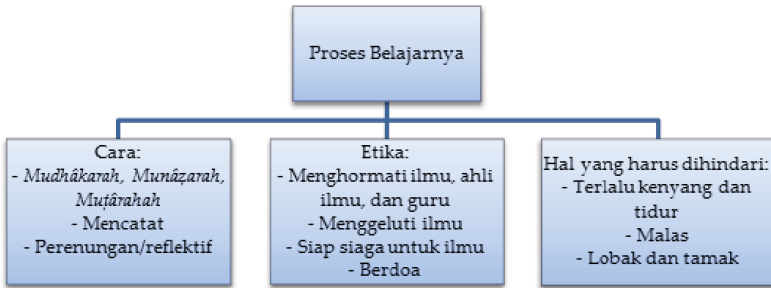 Proses Belajarnya
Cara:
- Mudhâkarah, Munâẓarah,
Muṭârahah
- Mencatat
- Perenungan/reflektif
Etika:
- Menghormati ilmu, ahli
ilmu, dan guru
- Menggeluti ilmu
- Siap siaga untuk ilmu
- Berdoa
Hal yang harus dihindari:
- Terlalu kenyang dan
tidur
- Malas
- Lobak dan tamak